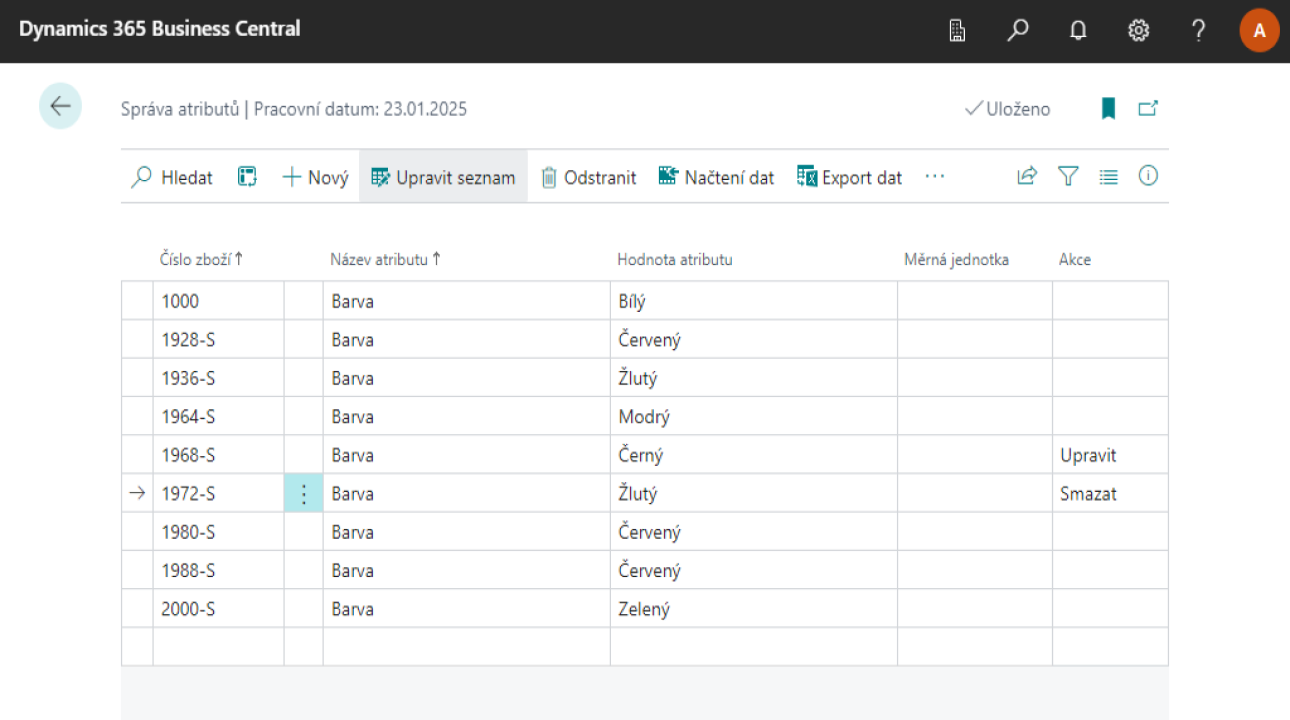 Dynamics 365 Business Central
A
Správa atributů | Pracovní datum: 23.01.2025
Uloženo
Hledat Nový Upravit seznam Odstranit Načtení dat Export dat
Číslo zboží↑ Název atributu↑ Hodnota atributu Měrná jednotka Akce
1000 Barva Bílý
1928-S Barva Červený
1936-S Barva Žlutý
1964-S Barva Modrý
1968-S Barva Černý Upravit
1972-S Barva Žlutý Smazat
1980-S Barva Červený
1988-S Barva Červený
2000-S Barva Zelený